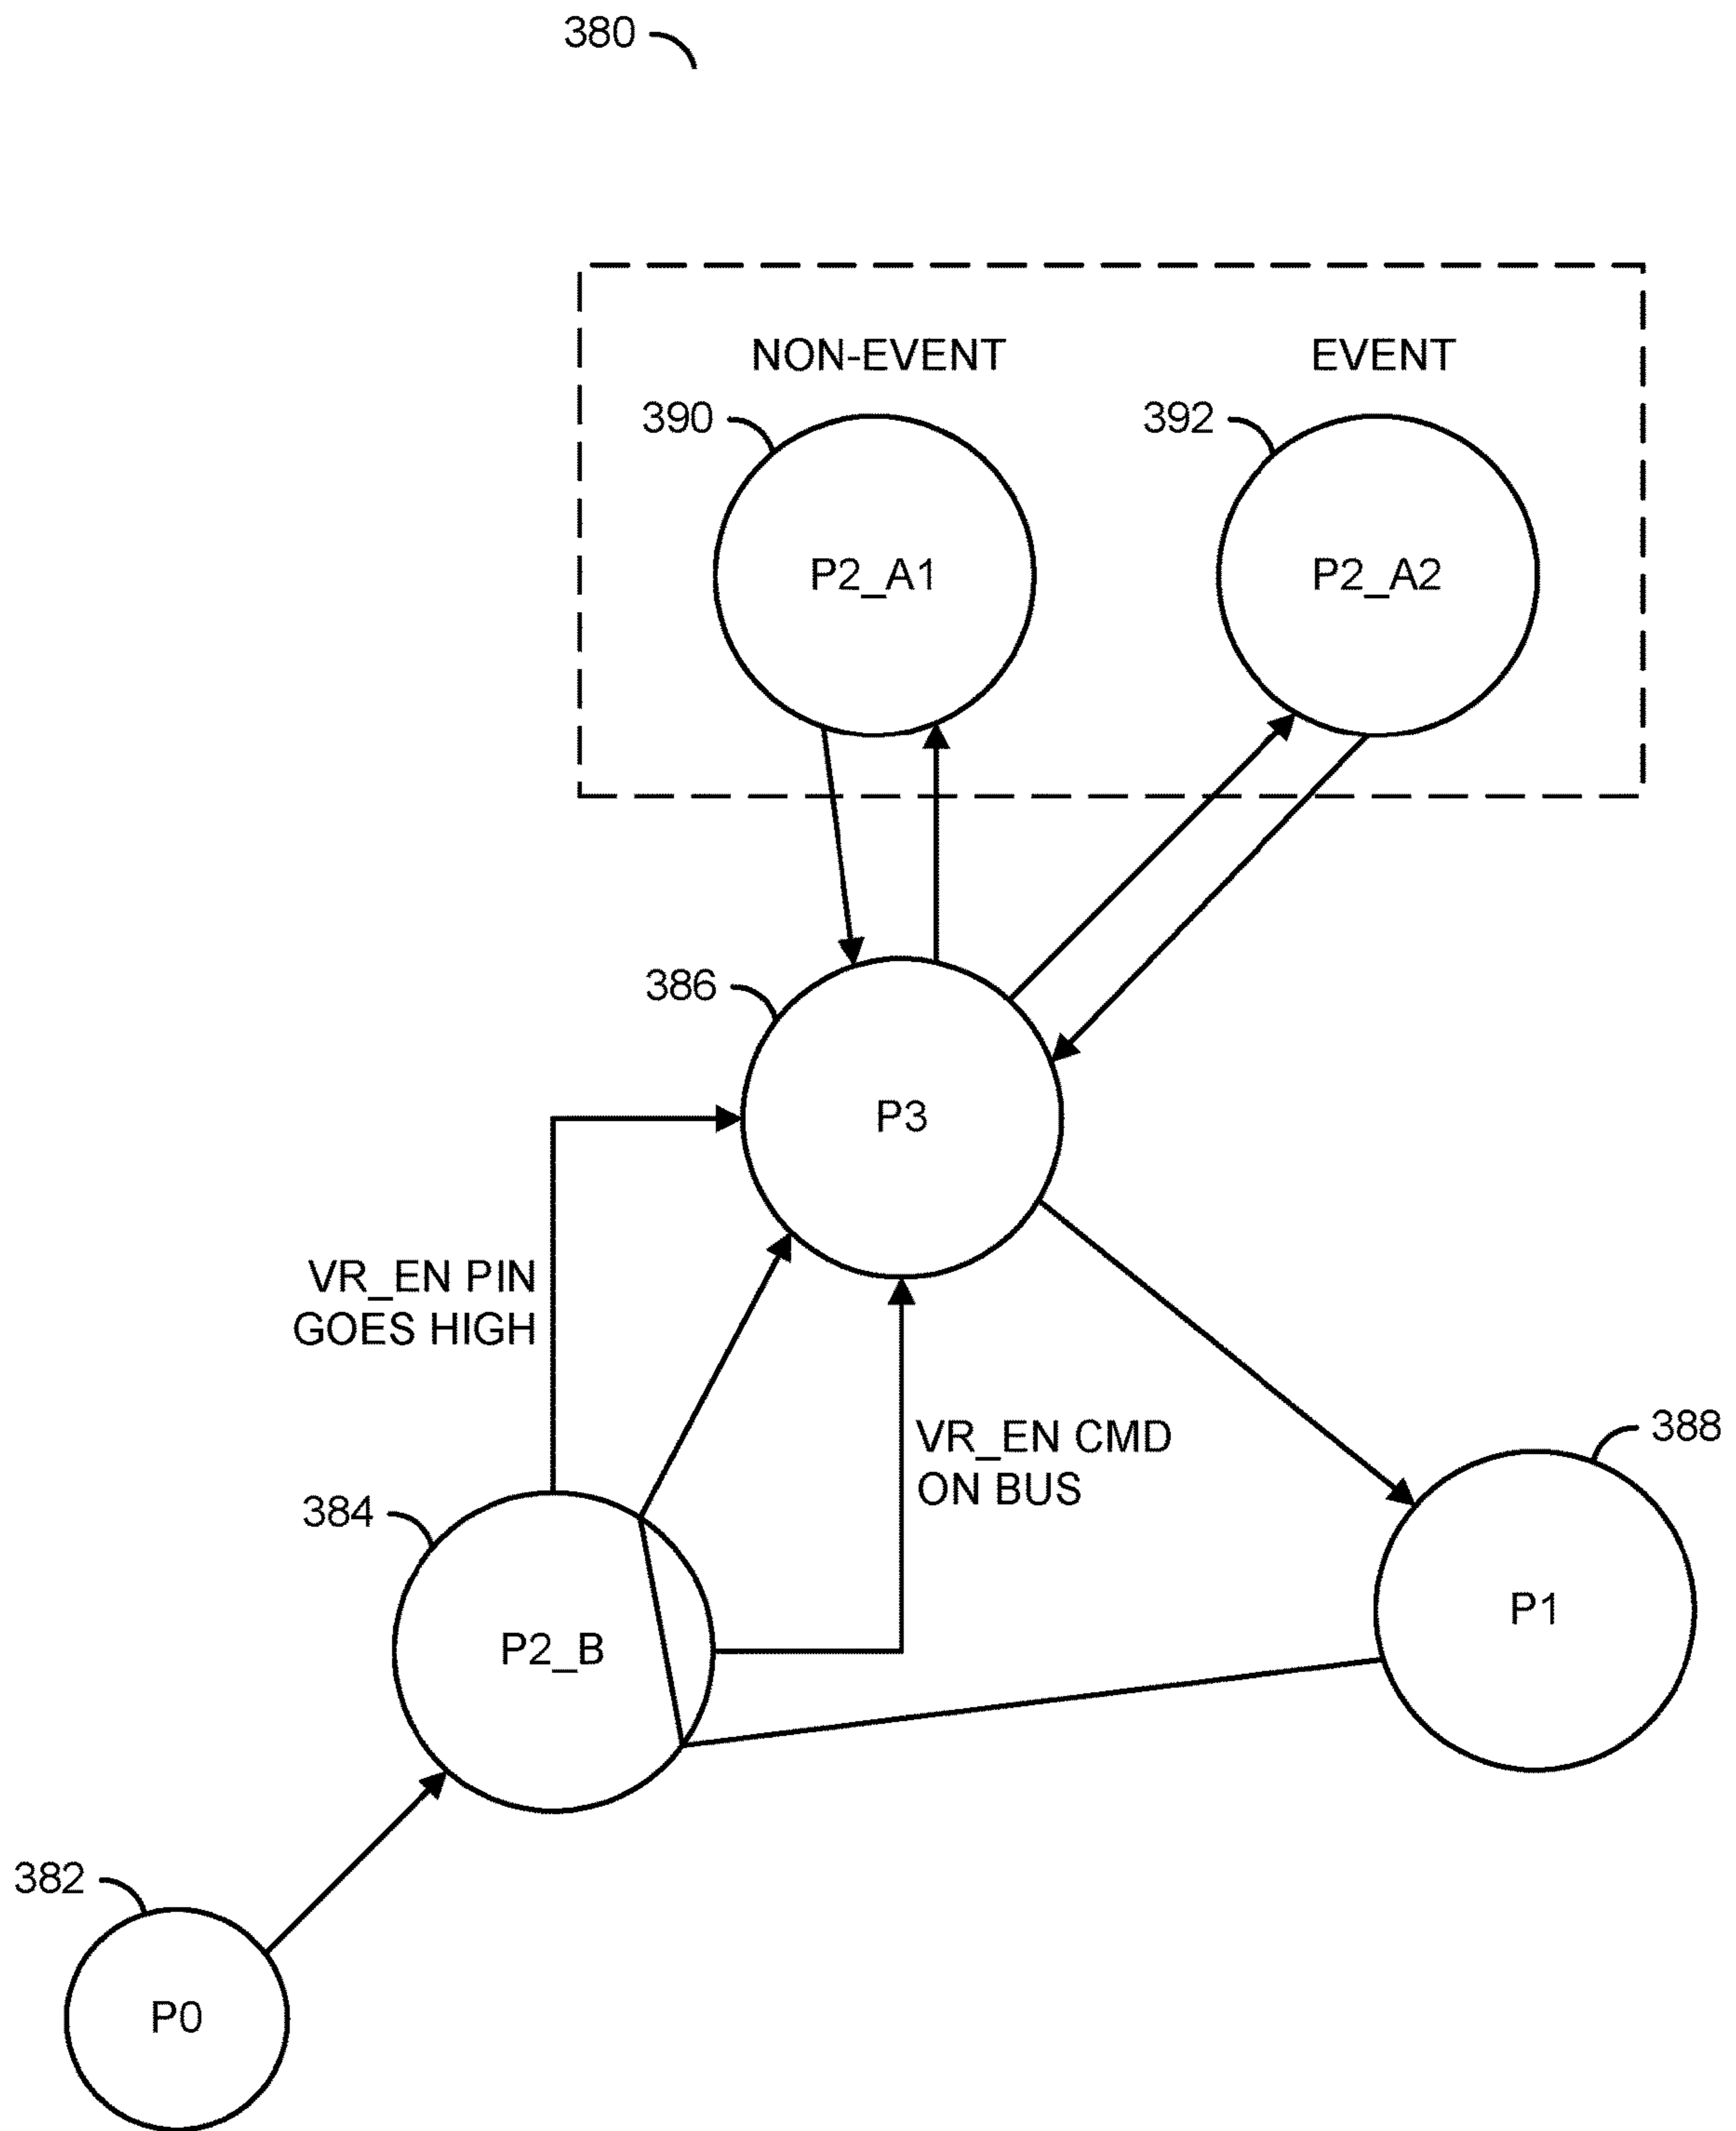 380
NON-EVENT
EVENT
390
392
P2_A1
P2_A2
386
P3
VR_EN PIN
GOES HIGH
VR_EN CMD
ON BUS
388
384
P1
P2_B
382
P0